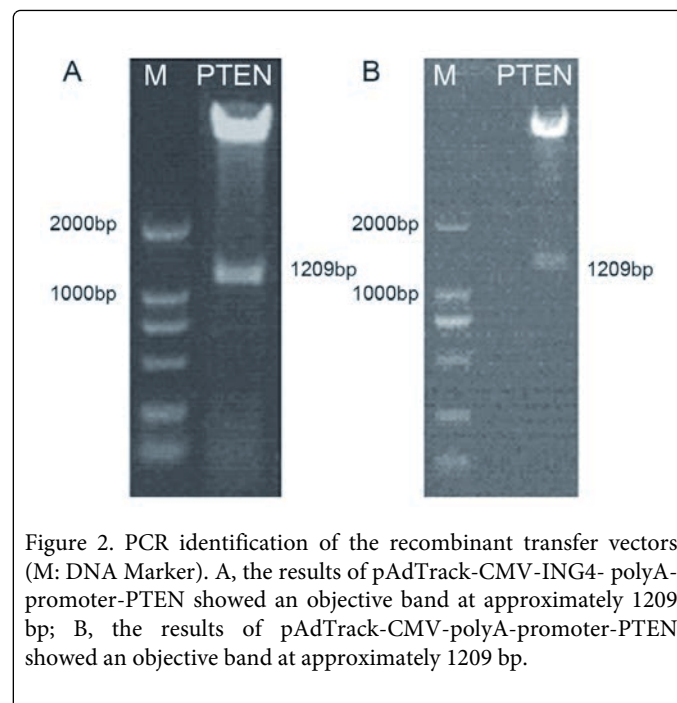 A
M PTEN
B
M PTEN
2000bp
1209bp
1000bp
2000bp
1209bp
1000bp
Figure 2. PCR identification of the recombinant transfer vectors
(M: DNA Marker). A, the results of pAdTrack-CMV-ING4- polyA-
promoter-PTEN showed an objective band at approximately 1209
bp; B, the results of pAdTrack-CMV-polyA-promoter-PTEN
showed an objective band at approximately 1209 bp.